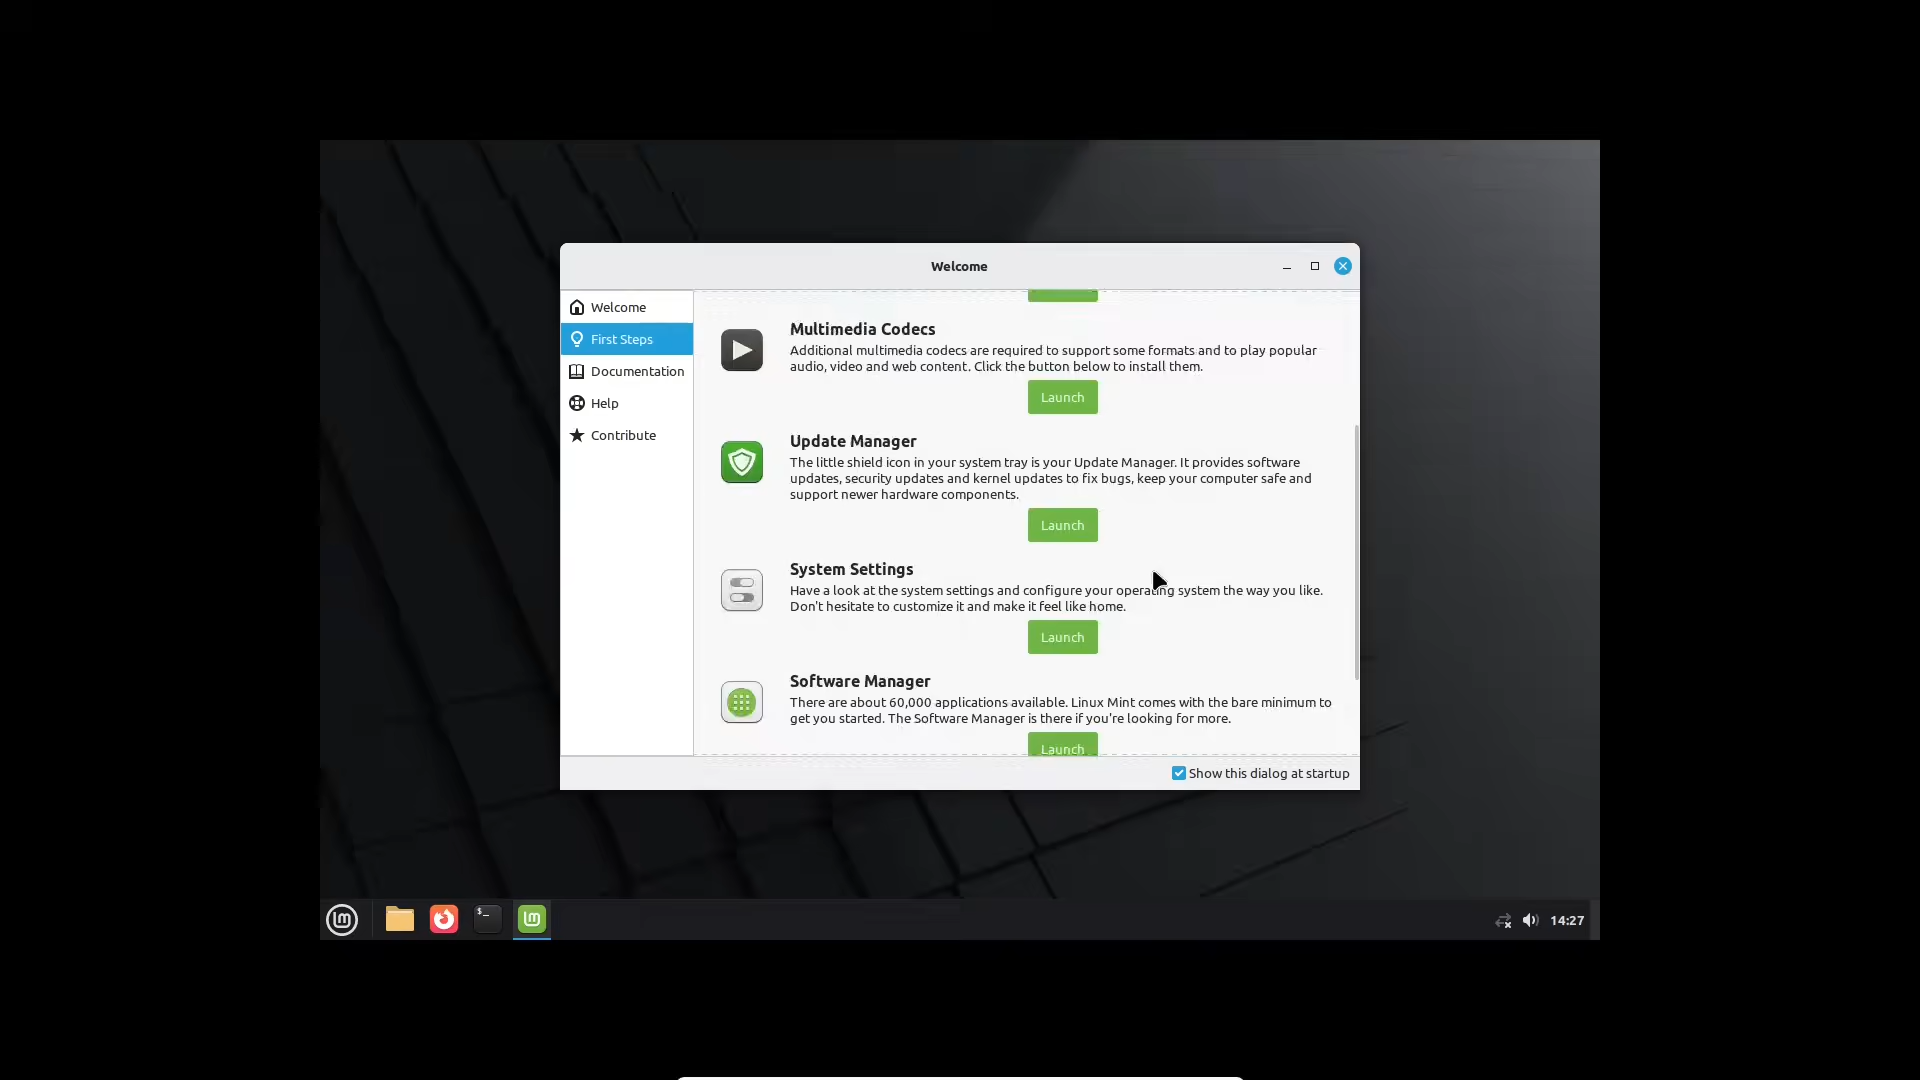 Welcome
Welcome
First Steps
Documentation
Help
Contribute
Multimedia Codecs
Additional multimedia codecs are required to support some formats and to play popular
audio, video and web content. Click the button below to install them.
Launch
Update Manager
The little shield icon in your system tray is your Update Manager. It provides software
updates, security updates and kernel updates to fix bugs, keep your computer safe and
support newer hardware components.
Launch
System Settings
Have a look at the system settings and configure your operating system the way you like.
Don't hesitate to customize it and make it feel like home.
Launch
Software Manager
There are about 60,000 applications available. Linux Mint comes with the bare minimum to
get you started. The Software Manager is there if you're looking for more.
Launch
Show this dialog at startup
$_
14:27